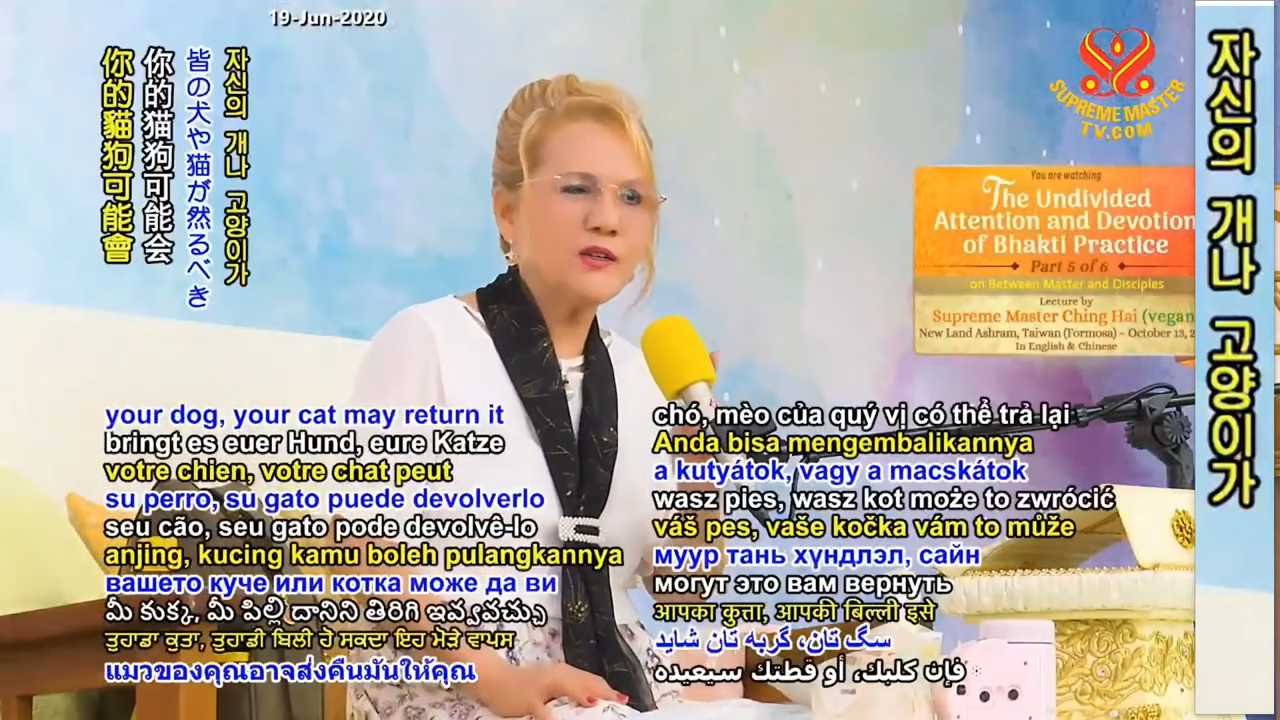 19-Jun-2020
자신의 개나 고양이가
皆の犬や猫が然るべき
你的猫狗可能会
你的貓狗可能會
SUPREME MASTER
TV.COM
자신의 개나 고양이가
You are watching
The Undivided
Attention and Devotion
of Bhakti Practice
Part 5 of 6
on Between Master and Disciples
Lecture by
Supreme Master Ching Hai (vegan
New Land Ashram, Taiwan (Formosa) – October 13, 2
In English & Chinese
your dog, your cat may return it
bringt es euer Hund, eure Katze
votre chien, votre chat peut
su perro, su gato puede devolverlo
seu cão, seu gato pode devolvê-lo
anjing, kucing kamu boleh pulangkannya
вашето куче или котка може да ви
మీ కుక్క, మీ పిల్లి దానిని తిరిగి ఇవ్వవచ్చు
ਤੁਹਾਡਾ ਕੁਤਾ, ਤੁਹਾਡੀ ਬਿਲੀ ਹੋ ਸਕਦਾ ਇਹ ਮੋੜੇ ਵਾਪਸ
แมวของคุณอาจส่งคืนมันให้คุณ
chó, mèo của quý vị có thể trả lại
Anda bisa mengembalikannya
a kutyátok, vagy a macskátok
wasz pies, wasz kot może to zwrócić
váš pes, vaše kočka vám to může
муур тань хүндлэл, сайн
могут это вам вернуть
आपका कुत्ता, आपकी बिल्ली इसे
سگ تان، گربه تان شاید
فإن كلبك، أو قطتك سيعيده